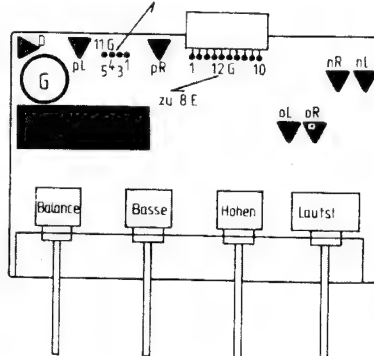 D
11 G
pL
5 4 3 1
pR
1 12 G 10
nR nL
G
zu 8 E
oL oR
Balance
Basse
Hohen
Lautst